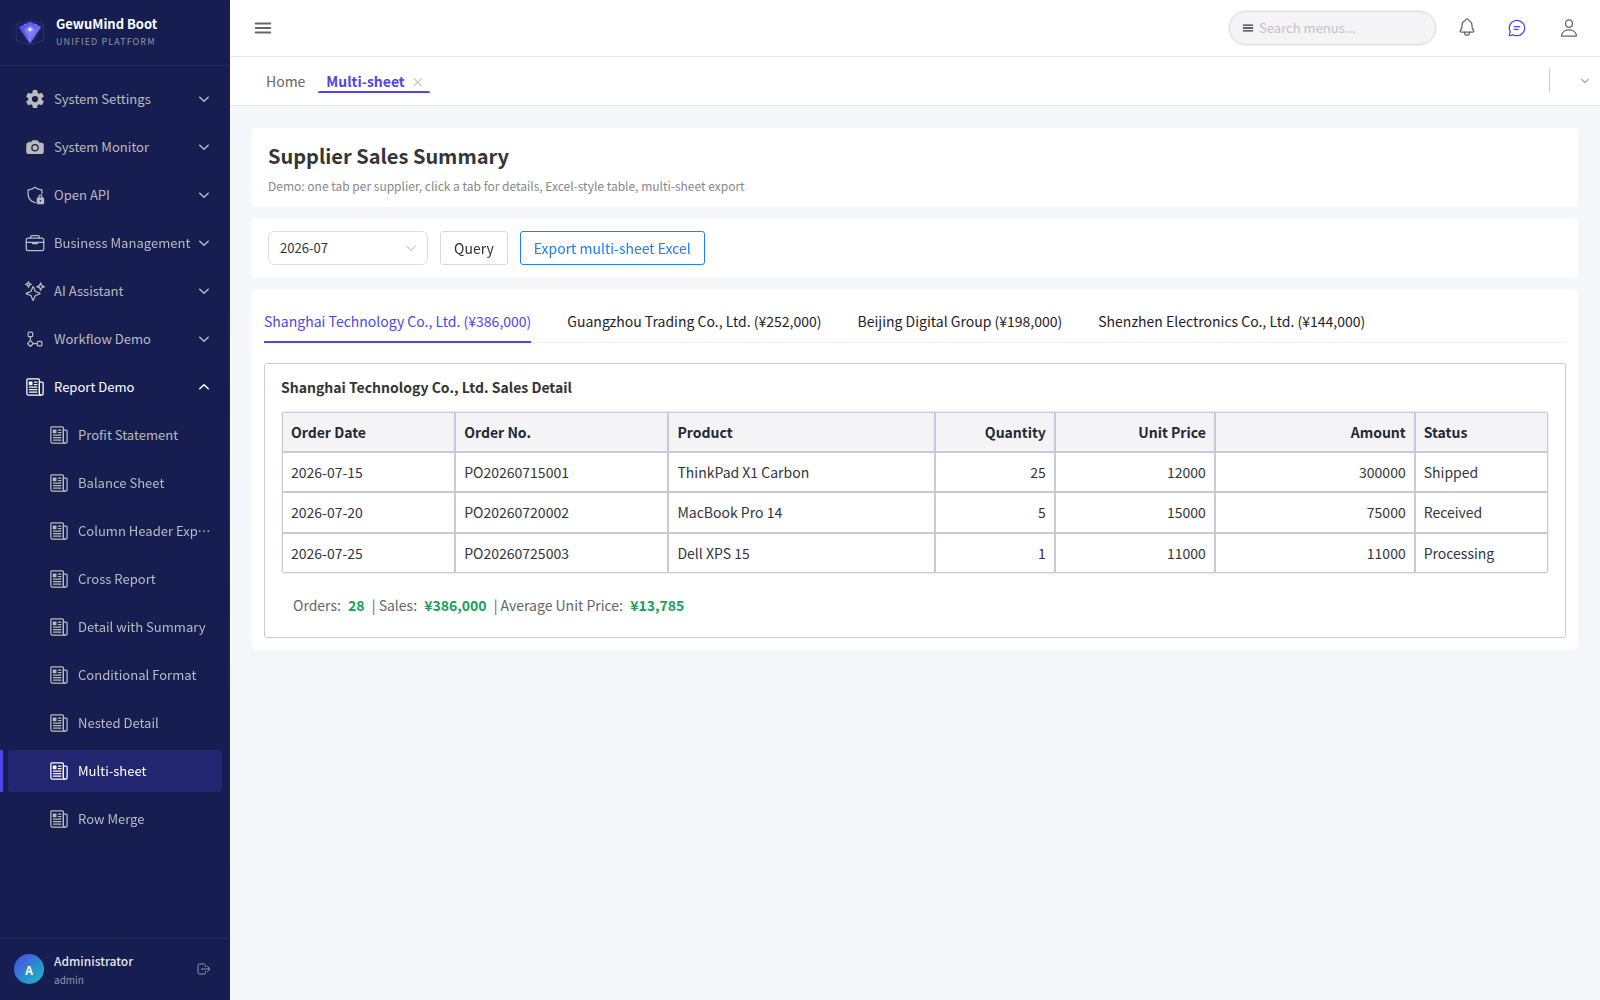 GewuMind Boot
UNIFIED PLATFORM
Search menus...
Home
Multi-sheet
System Settings
System Monitor
Open API
Business Management
AI Assistant
Workflow Demo
Report Demo
Profit Statement
Balance Sheet
Column Header Exp···
Cross Report
Detail with Summary
Conditional Format
Nested Detail
Multi-sheet
Row Merge
A
Administrator
admin
Supplier Sales Summary
Demo: one tab per supplier, click a tab for details, Excel-style table, multi-sheet export
2026-07 Query Export multi-sheet Excel
Shanghai Technology Co., Ltd. (¥386,000) Guangzhou Trading Co., Ltd. (¥252,000) Beijing Digital Group (¥198,000) Shenzhen Electronics Co., Ltd. (¥144,000)
Shanghai Technology Co., Ltd. Sales Detail
Order Date Order No. Product Quantity Unit Price Amount Status
2026-07-15 PO20260715001 ThinkPad X1 Carbon 25 12000 300000 Shipped
2026-07-20 PO20260720002 MacBook Pro 14 5 15000 75000 Received
2026-07-25 PO20260725003 Dell XPS 15 1 11000 11000 Processing
Orders: 28 | Sales: ¥386,000 | Average Unit Price: ¥13,785